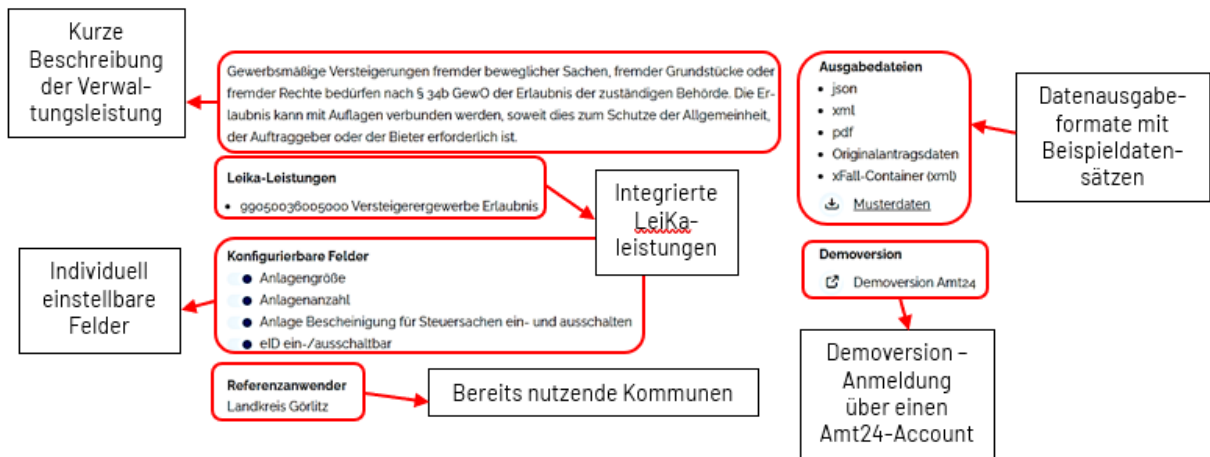 Kurze
Beschreibung
der Verwal-
tungsleistung
Gewerbsmäßige Versteigerungen fremder beweglicher Sachen, fremder Grundstücke oder
fremder Rechte bedürfen nach § 34b GewO der Erlaubnis der zuständigen Behörde. Die Er-
laubnis kann mit Auflagen verbunden werden, soweit dies zum Schutze der Allgemeinheit,
der Auftraggeber oder der Bieter erforderlich ist.
Ausgabedateien
• json
• xml
• pdf
• Originalantragsdaten
• xFall-Container (xml)
Musterdaten
Datenausgabe-
formate mit
Beispieldaten-
sätzen
Leika-Leistungen
• 99050036005000 Versteigerergewerbe Erlaubnis
Integrierte
LeiKa-
leistungen
Individuell
einstellbare
Felder
Konfigurierbare Felder
Anlagengröße
Anlagenanzahl
Anlage Bescheinigung für Steuersachen ein- und ausschalten
eID ein-/ausschaltbar
Demoversion
Demoversion Amt24
Demoversion –
Anmeldung
über einen
Amt24-Account
Referenzanwender
Landkreis Görlitz
Bereits nutzende Kommunen